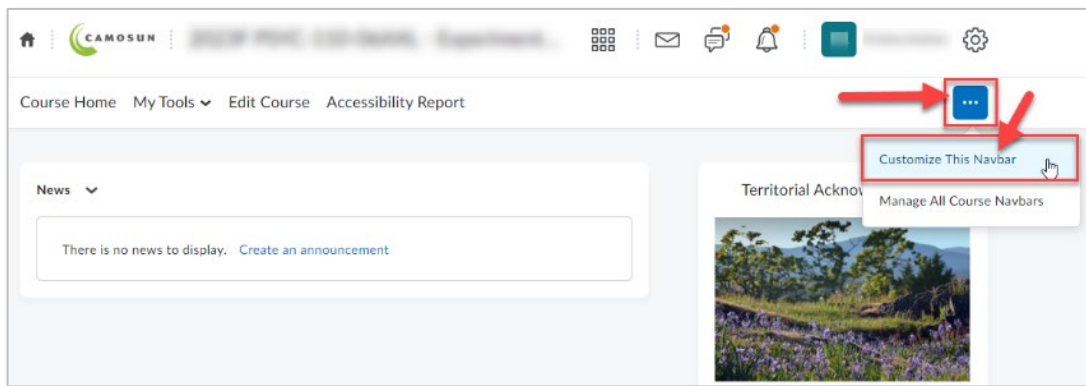 CAMOSUN
Course Home My Tools Edit Course Accessibility Report
...
Customize This Navbar
Manage All Course Navbars
News
There is no news to display. Create an announcement
Territorial